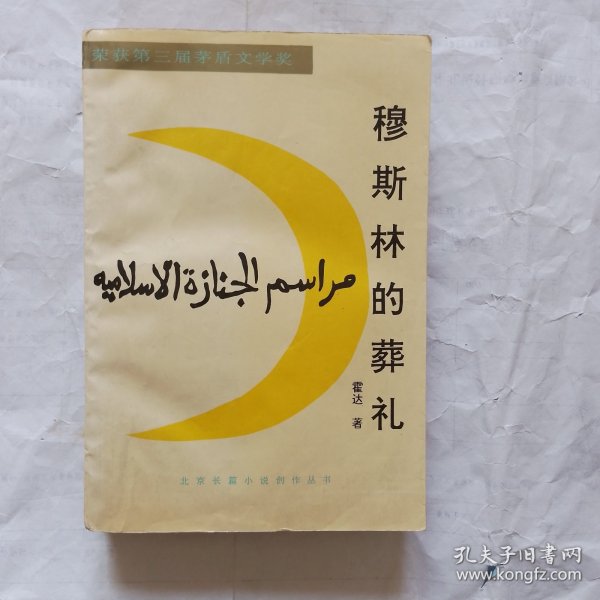 荣获第三届茅盾文学奖
穆斯林的葬礼
مراسم الجنازة الاسلاميه
霍达 著
北京长篇小说创作丛书
孔夫子旧书网
www.kongfz.com